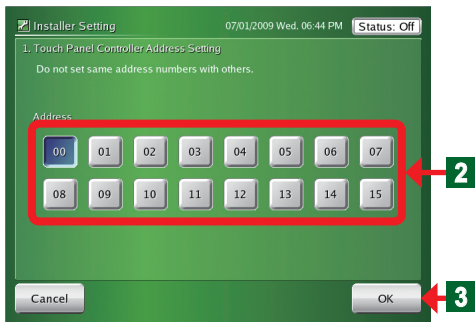 Installer Setting 07/01/2009 Wed. 06:44 PM Status: Off
1. Touch Panel Controller Address Setting
Do not set same address numbers with others.
Address
00 01 02 03 04 05 06 07
2
08 09 10 11 12 13 14 15
Cancel OK 3